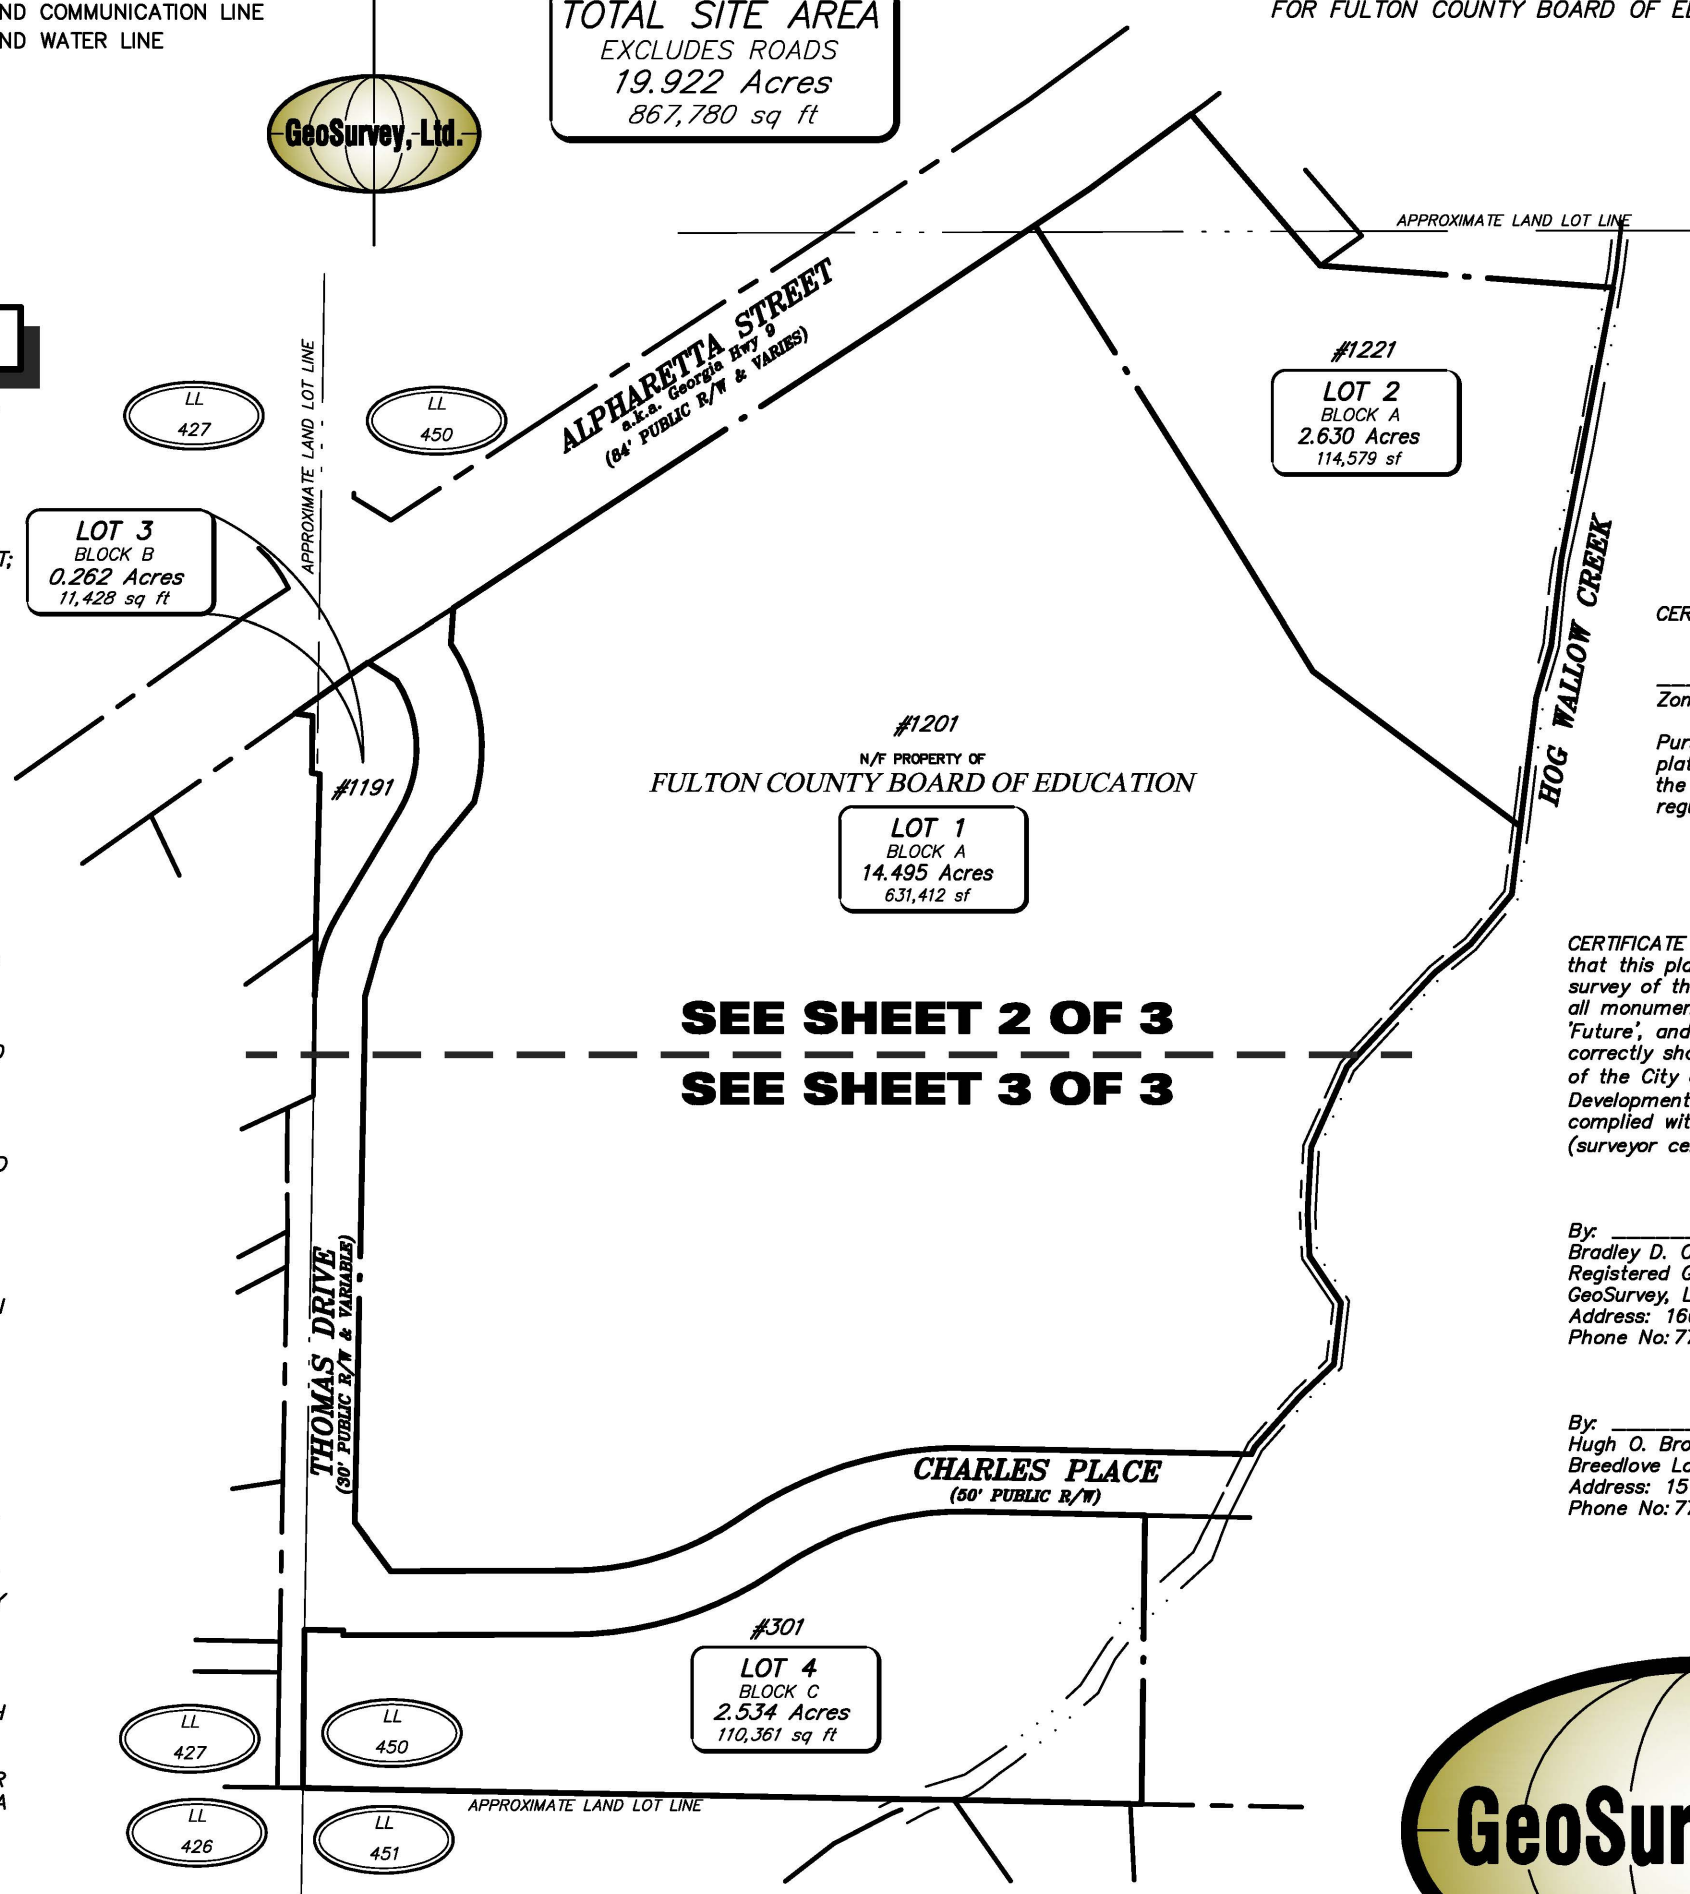 ND COMMUNICATION LINE
ND WATER LINE
GeoSurvey, Ltd.
TOTAL SITE AREA
EXCLUDES ROADS
19.922 Acres
867,780 sq ft
FOR FULTON COUNTY BOARD OF
APPROXIMATE LAND LOT LINE
ALPHARETTA STREET
a.k.a. Georgia Hwy 9
(84' PUBLIC R/W & VARIES)
#1221
LOT 2
BLOCK A
2.630 Acres
114,579 sf
LL
427
LL
450
APPROXIMATE LAND LOT LINE
LOT 3
BLOCK B
0.262 Acres
11,428 sq ft
T;
#1191
HOG WALLOW CREEK
#1201
N/F PROPERTY OF
FULTON COUNTY BOARD OF EDUCATION
LOT 1
BLOCK A
14.495 Acres
631,412 sf
CER
Zon
Pur
plat
the
regu
SEE SHEET 2 OF 3
SEE SHEET 3 OF 3
CERTIFICATE
that this pla
survey of th
all monumen
'Future', and
correctly sho
of the City
Development
complied wit
(surveyor ce
By:
Bradley D. C
Registered G
GeoSurvey, L
Address: 16
Phone No: 77
By:
Hugh O. Bro
Breedlove La
Address: 15
Phone No: 77
THOMAS DRIVE
(30' PUBLIC R/W & VARIABLE)
CHARLES PLACE
(50' PUBLIC R/W)
#301
LOT 4
BLOCK C
2.534 Acres
110,361 sq ft
LL
427
LL
450
LL
426
LL
451
APPROXIMATE LAND LOT LINE
R
A
GeoSur